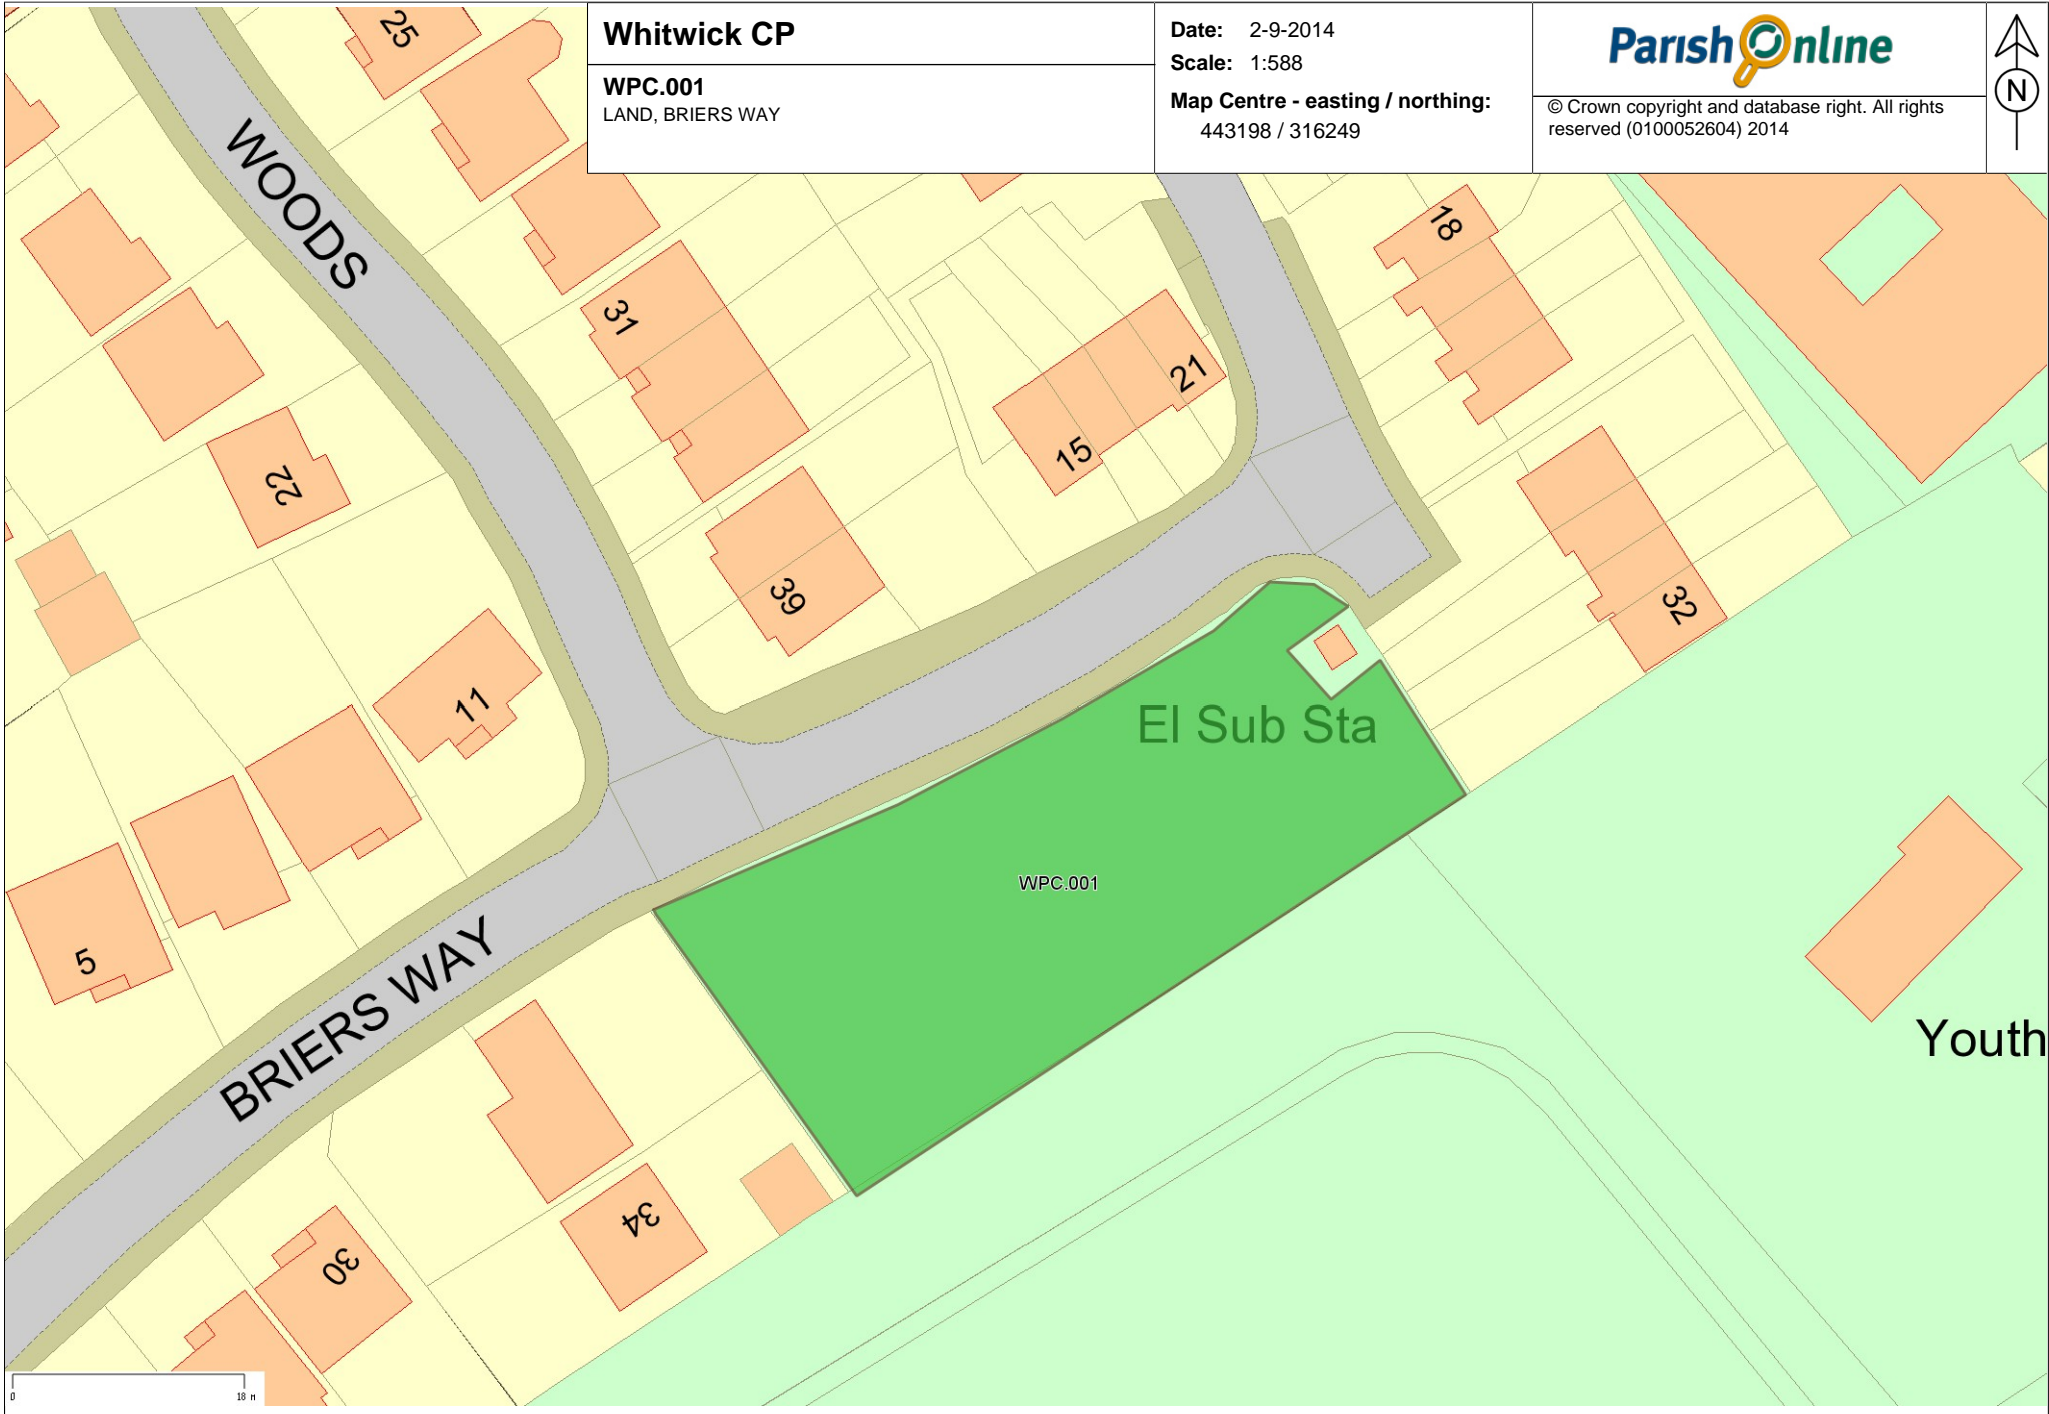 Whitwick CP
WPC.001
LAND, BRIERS WAY
Date: 2-9-2014
Scale: 1:588
Map Centre - easting / northing:
443198 / 316249
Parish Online
© Crown copyright and database right. All rights
reserved (0100052604) 2014
N
25
WOODS
18
31
21
15
22
39
32
11
El Sub Sta
WPC.001
5
BRIERS WAY
Youth
34
30
0 18 M